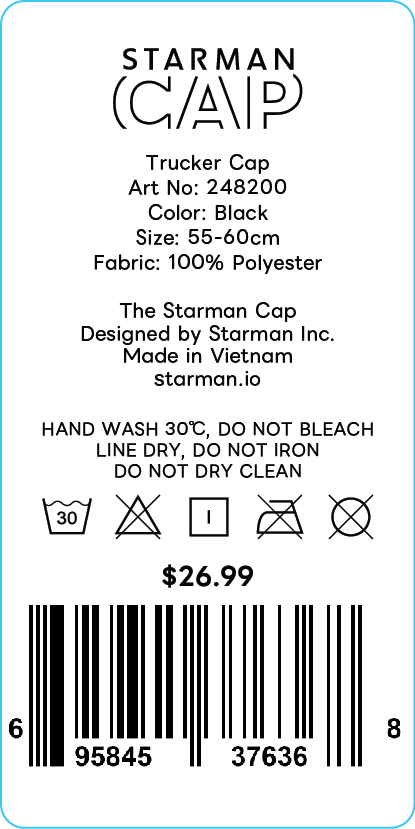 STARMAN
CAP
Trucker Cap
Art No: 248200
Color: Black
Size: 55-60cm
Fabric: 100% Polyester
The Starman Cap
Designed by Starman Inc.
Made in Vietnam
starman.io
HAND WASH 30℃, DO NOT BLEACH
LINE DRY, DO NOT IRON
DO NOT DRY CLEAN
30
$26.99
6 95845 37636 8